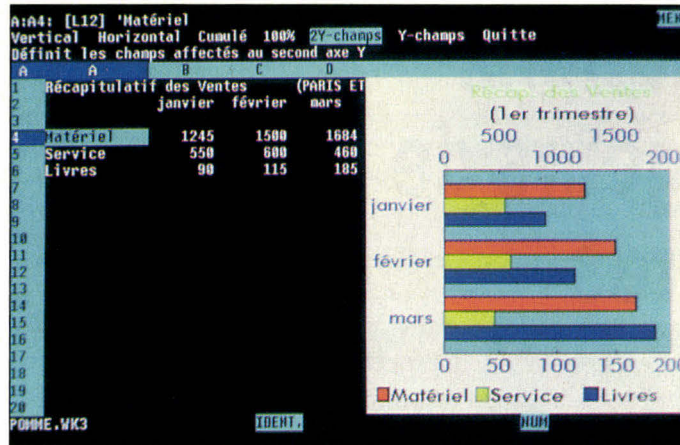 A:A4: [L12] 'Matériel
MEN
Vertical Horizontal Cumulé 100% 2Y-champs Y-champs Quitte
Définit les champs affectés au second axe Y
A A B C D
1 Récapitulatif des Ventes (PARIS ET
2 janvier février mars
3
4 Matériel 1245 1500 1684
5 Service 550 600 460
6 Livres 90 115 185
7
8
9
10
11
12
13
14
15
16
17
18
19
20
Récap. des Ventes
(1er trimestre)
500 1500
0 1000 200
janvier
février
mars
0 50 100 150 200
Matériel Service Livres
POMME.WK3 IDENT. NUM